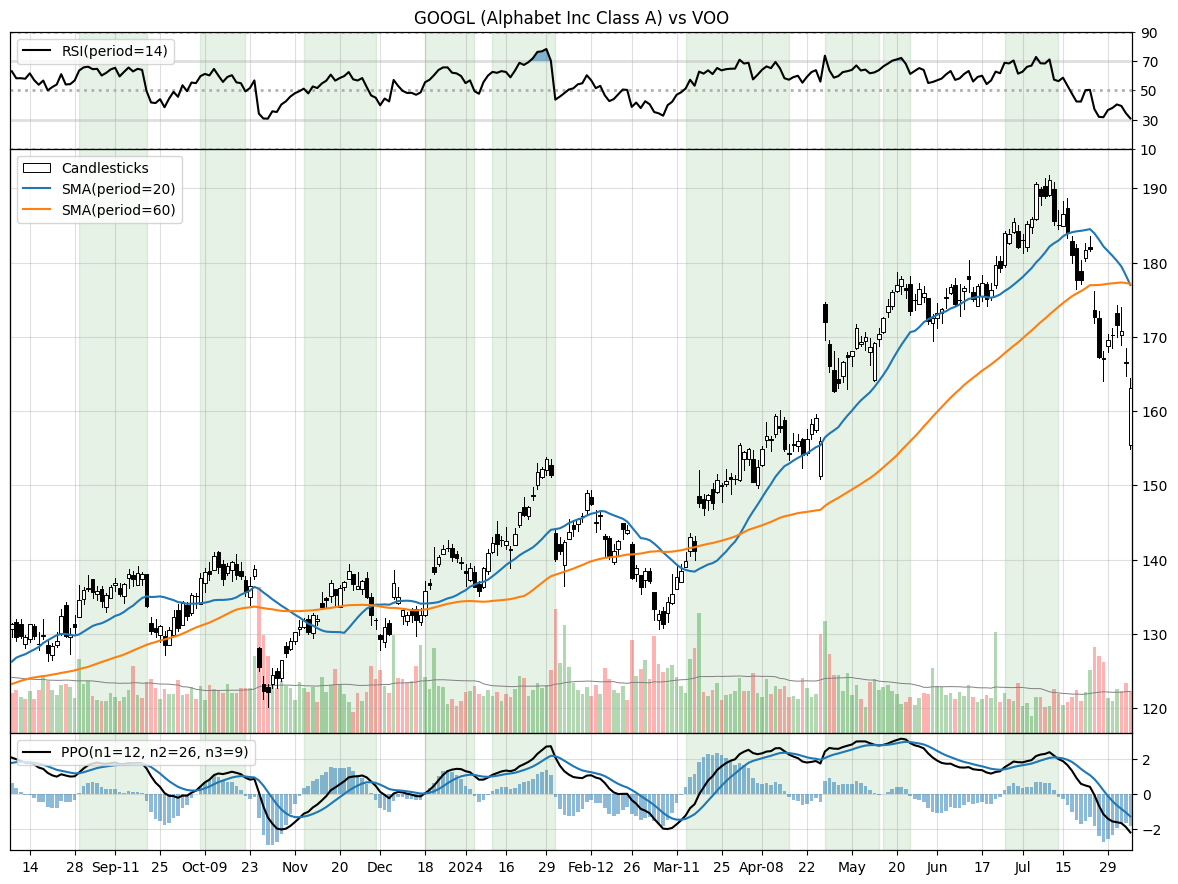 GOOGL (Alphabet Inc Class A) vs VOO
RSI(period=14)
90
70
50
30
10
Candlesticks
SMA(period=20)
SMA(period=60)
190
180
170
160
150
140
130
120
PPO(n1=12, n2=26, n3=9)
2
0
−2
14 28 Sep-11 25 Oct-09 23 Nov 20 Dec 18 2024 16 29 Feb-12 26 Mar-11 25 Apr-08 22 May 20 Jun 17 Jul 15 29